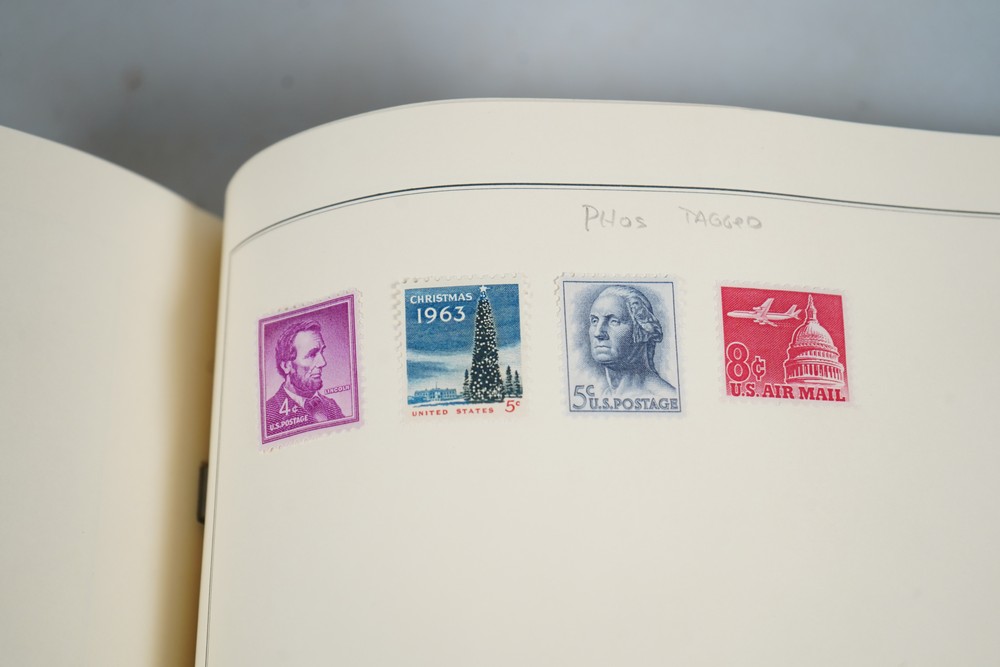 PHOS TAGGED
LINCOLN
4¢
U.S.POSTAGE
CHRISTMAS
1963
UNITED STATES 5¢
5¢ U.S.POSTAGE
8¢
U.S. AIR MAIL